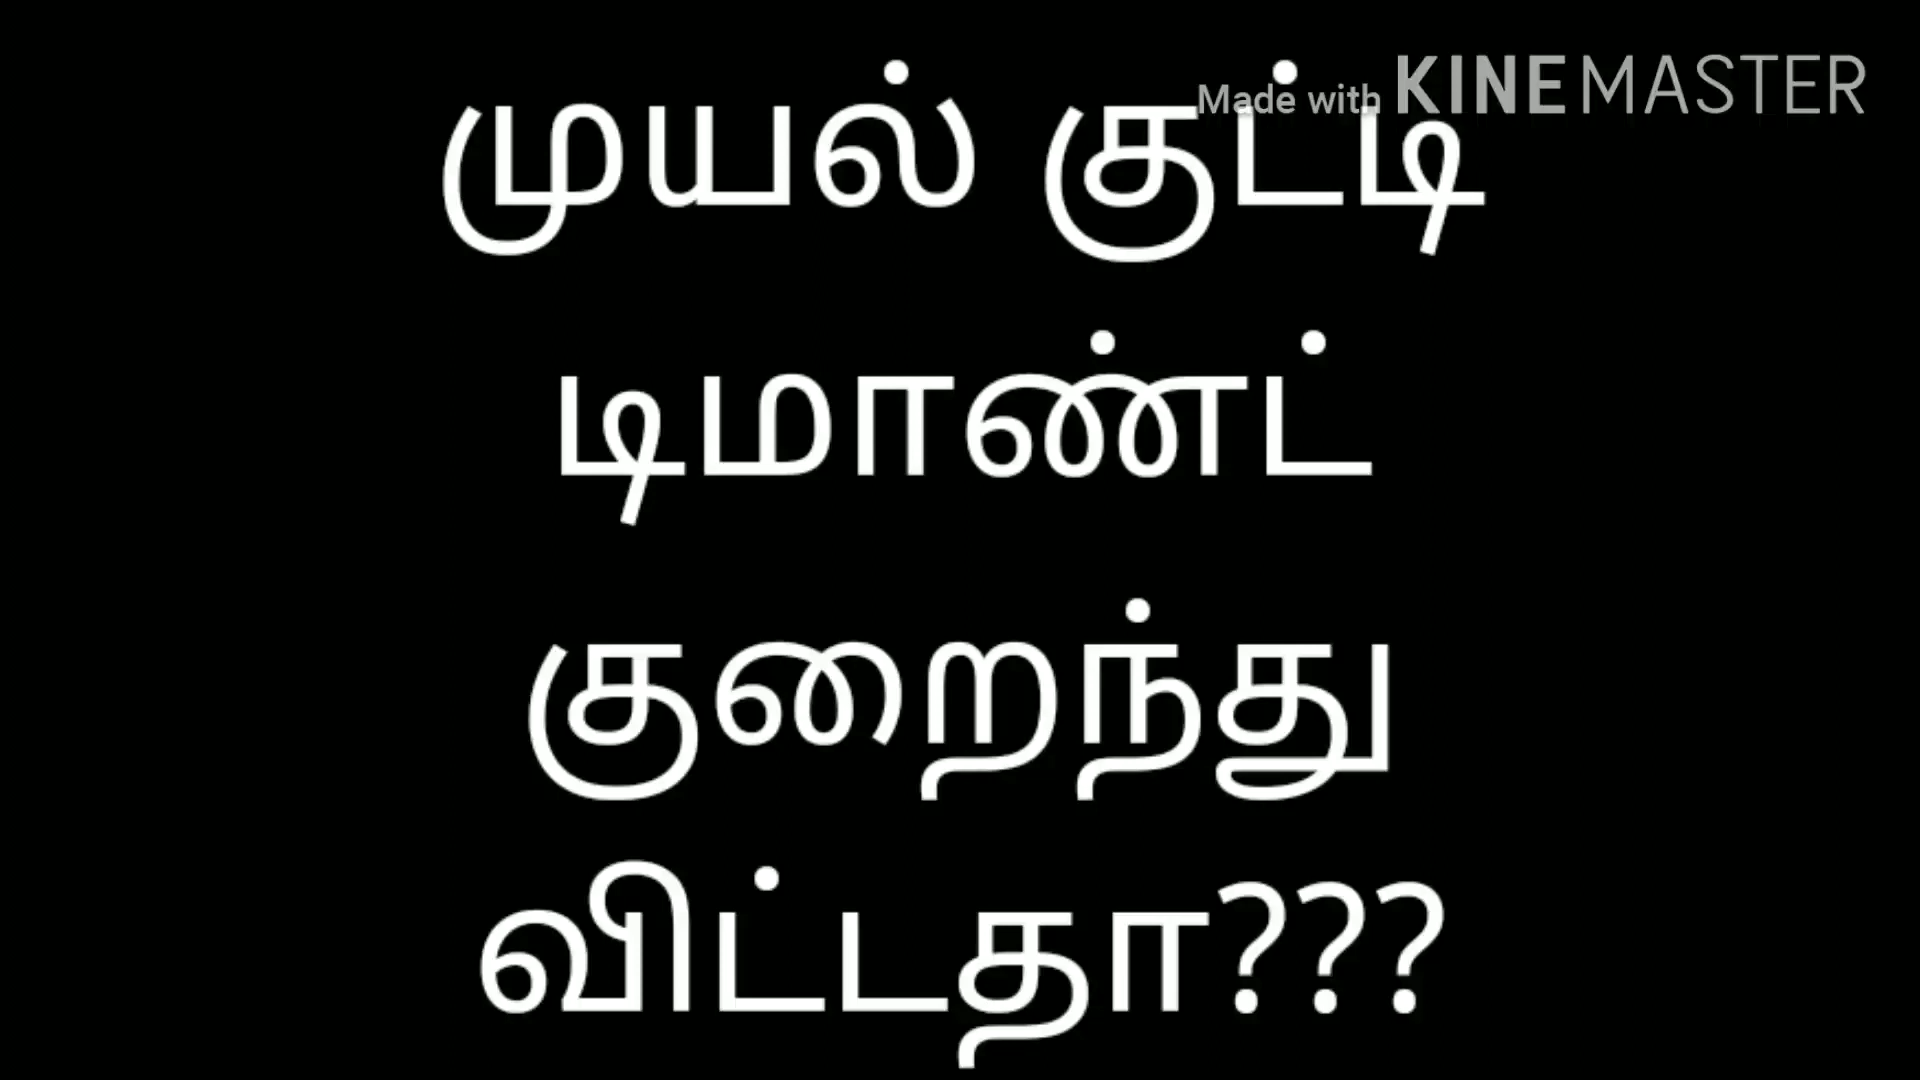 Made with KINEMASTER
முயல் குட்டி
டிமாண்ட்
குறைந்து
விட்டதா???